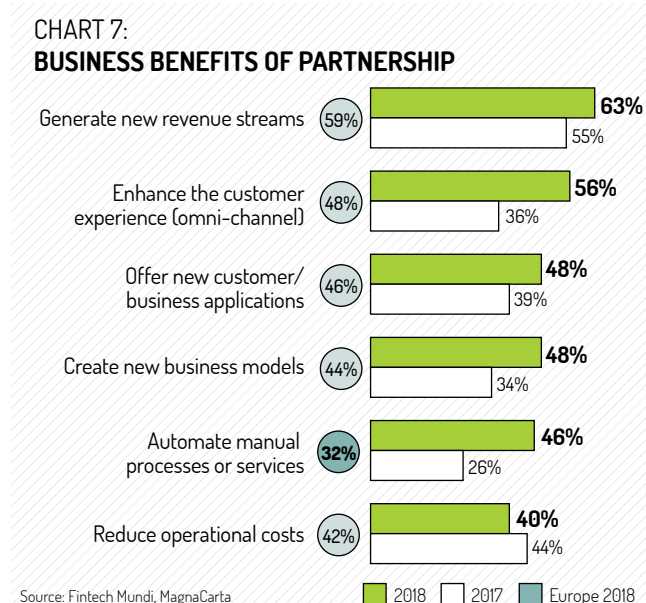 CHART 7:
BUSINESS BENEFITS OF PARTNERSHIP
Generate new revenue streams
59%
63%
55%
Enhance the customer
experience (omni-channel)
48%
56%
36%
Offer new customer/
business applications
46%
48%
39%
Create new business models
44%
48%
34%
Automate manual
processes or services
32%
46%
26%
Reduce operational costs
42%
40%
44%
Source: Fintech Mundi, MagnaCarta
2018
2017
Europe 2018